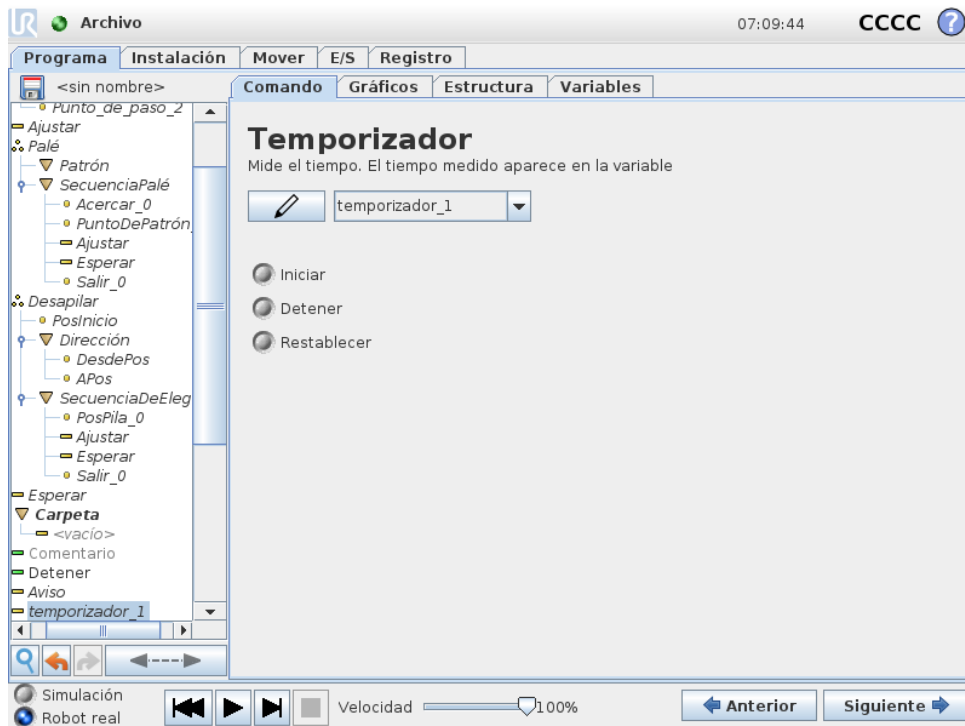 UR Archivo 07:09:44 CCCC ?
Programa Instalación Mover E/S Registro
<sin nombre> Comando Gráficos Estructura Variables
Punto_de_paso_2
Ajustar
Palé
Patrón
SecuenciaPalé
Acercar_0
PuntoDePatrón_
Ajustar
Esperar
Salir_0
Desapilar
PosInicio
Dirección
DesdePos
APos
SecuenciaDeEleg
PosPila_0
Ajustar
Esperar
Salir_0
Esperar
Carpeta
<vacío>
Comentario
Detener
Aviso
temporizador_1
Temporizador
Mide el tiempo. El tiempo medido aparece en la variable
temporizador_1
Iniciar
Detener
Restablecer
Simulación
Robot real
Velocidad 100% Anterior Siguiente